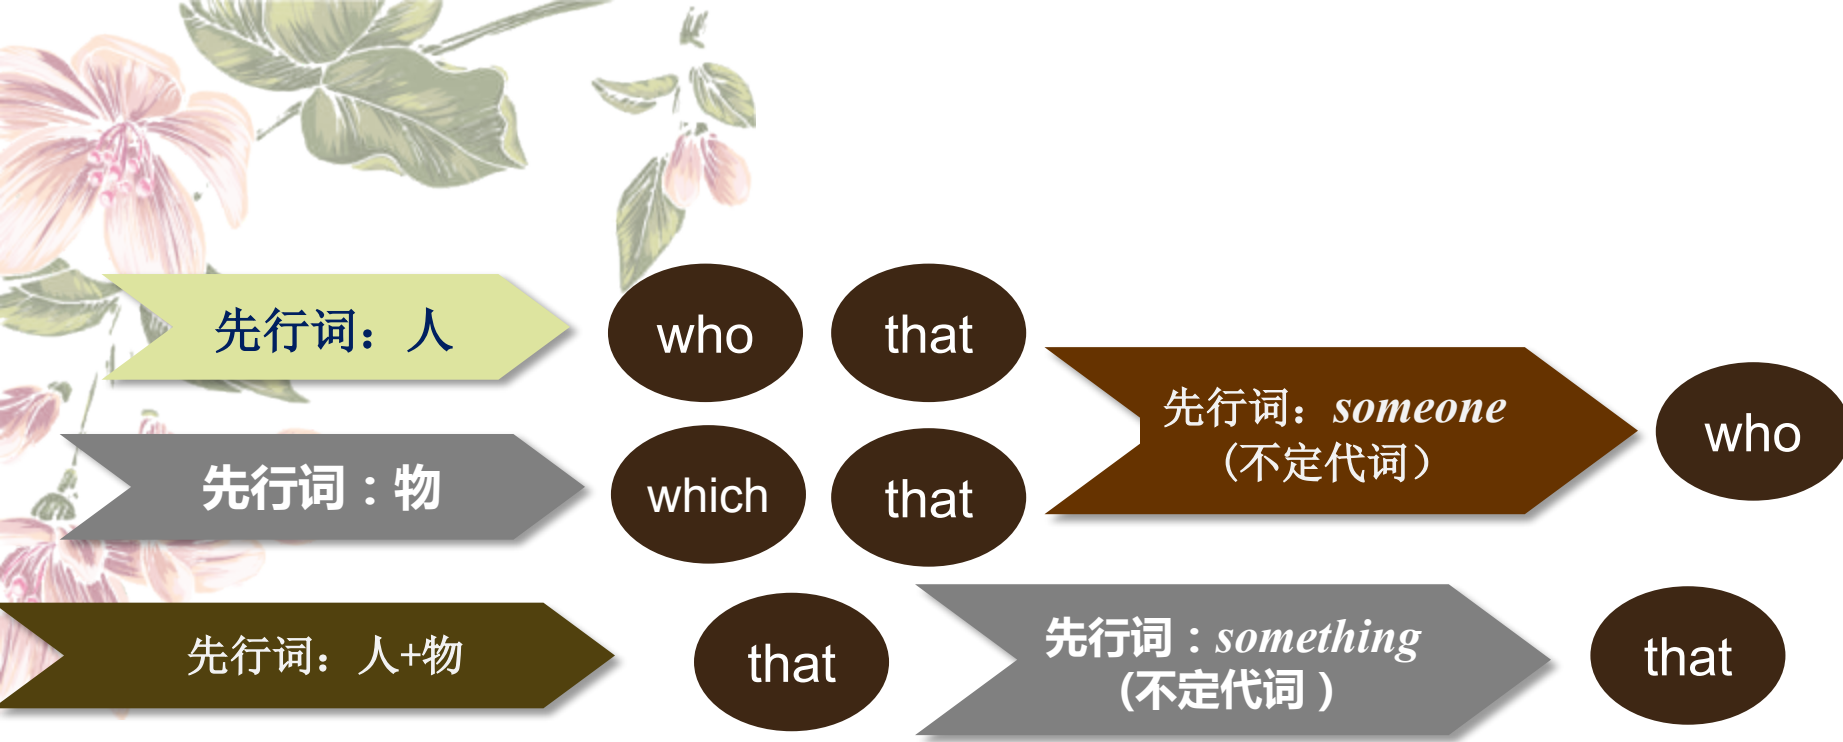 先行词：人
who
that
先行词：物
which
that
先行词：someone
（不定代词）
who
先行词：人+物
that
先行词：something
（不定代词）
that